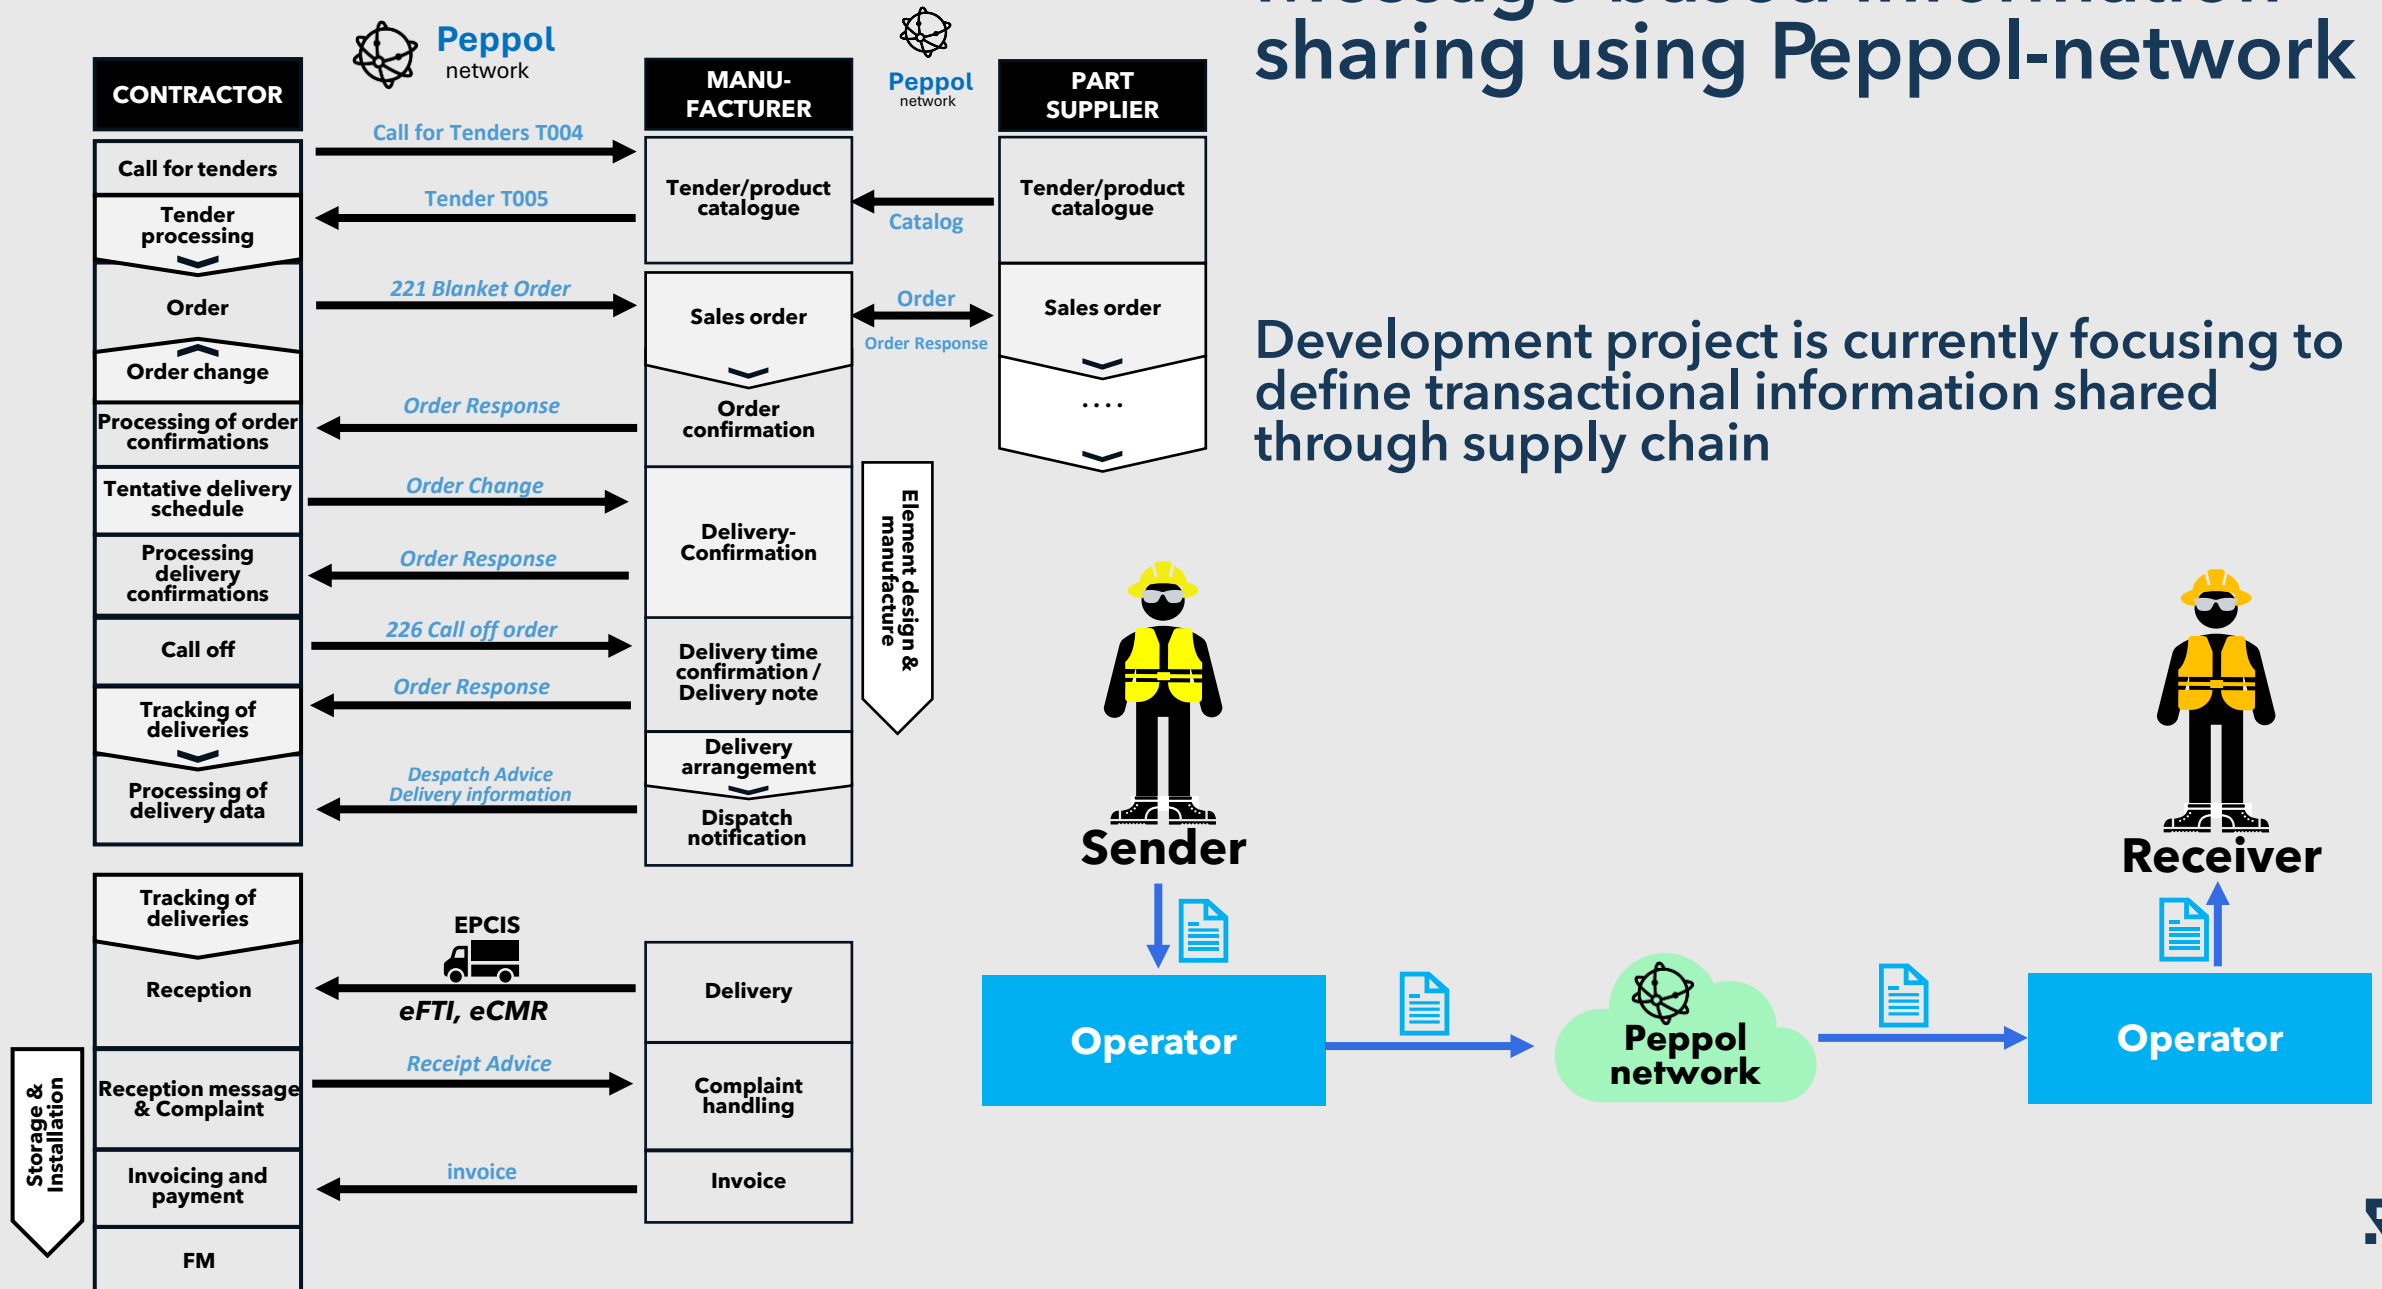 Message based information
sharing using Peppol-network
Development project is currently focusing to
define transactional information shared
through supply chain
Peppol
network
Peppol
network
CONTRACTOR
MANU-
FACTURER
PART
SUPPLIER
Call for tenders
Call for Tenders T004
Tender/product
catalogue
Tender/product
catalogue
Tender
processing
Tender T005
Catalog
Order
221 Blanket Order
Sales order
Order
Order Response
Sales order
Order change
....
Processing of order
confirmations
Order Response
Order
confirmation
Tentative delivery
schedule
Order Change
Delivery-
Confirmation
Element design &
manufacture
Processing
delivery
confirmations
Order Response
Call off
226 Call off order
Delivery time
confirmation /
Delivery note
Tracking of
deliveries
Order Response
Delivery
arrangement
Processing of
delivery data
Despatch Advice
Delivery information
Dispatch
notification
Tracking of
deliveries
Reception
EPCIS
eFTI, eCMR
Delivery
Storage &
Installation
Reception message
& Complaint
Receipt Advice
Complaint
handling
Invoicing and
payment
invoice
Invoice
FM
Sender
Receiver
Operator
Peppol
network
Operator